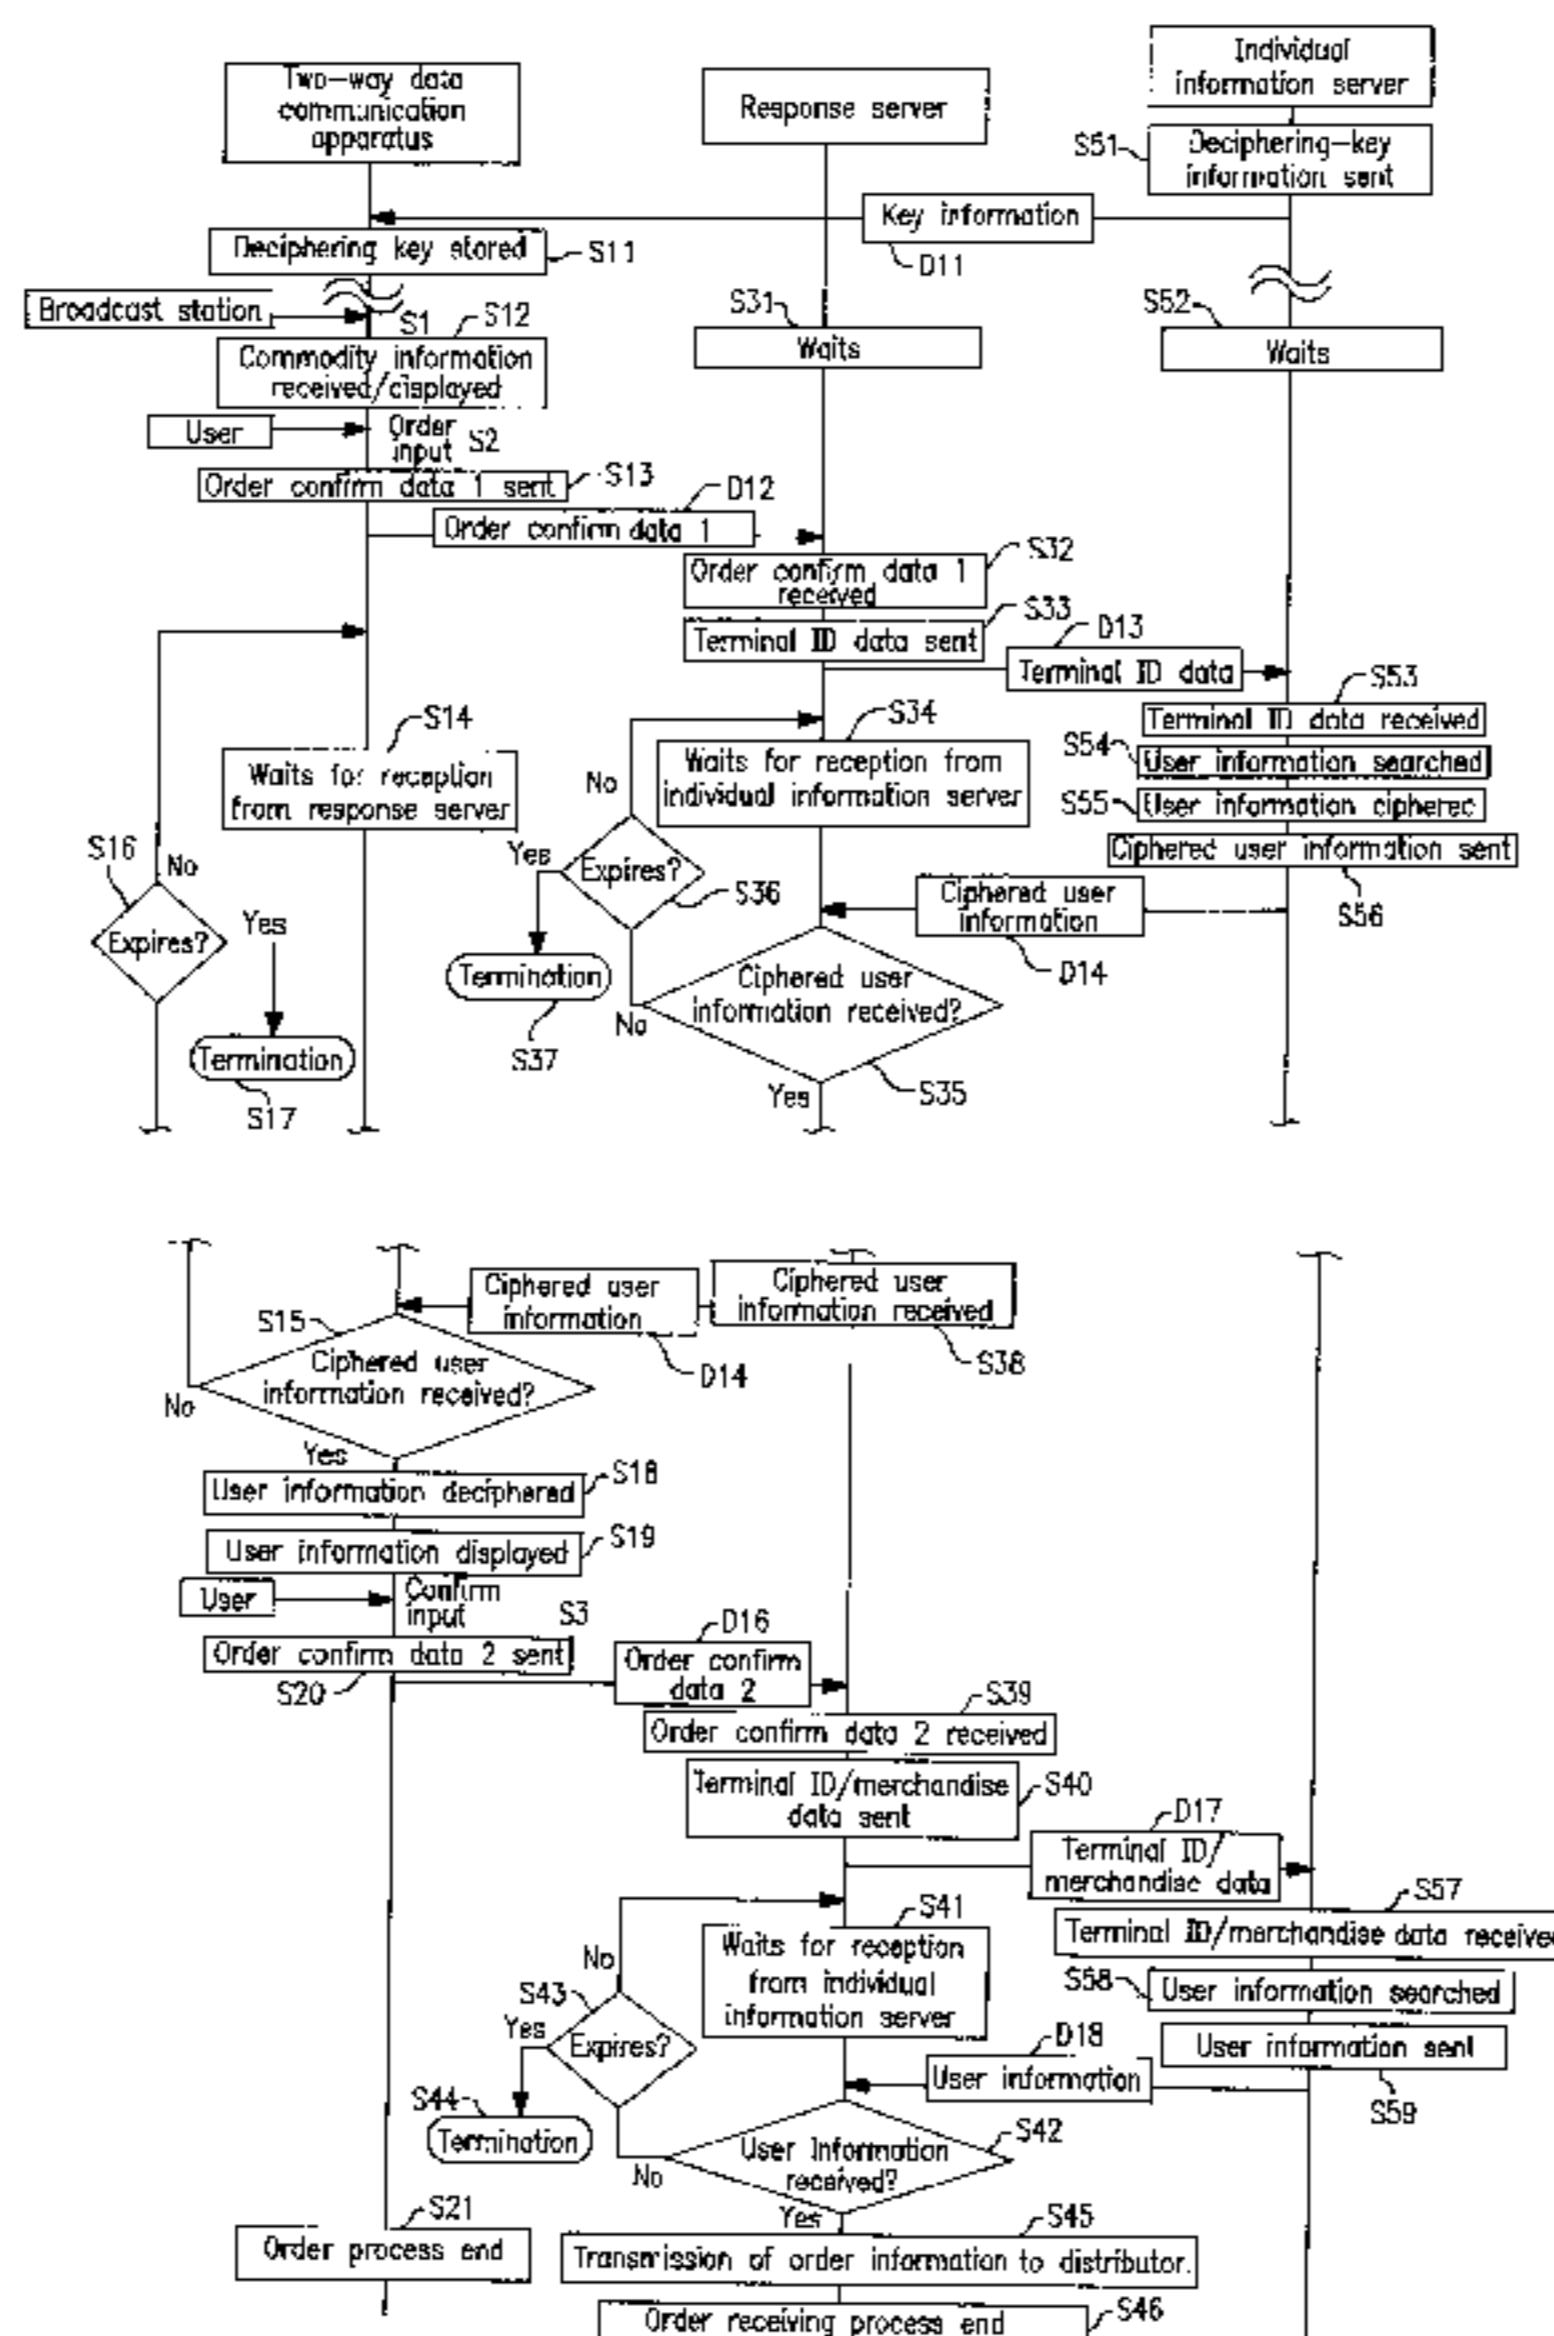 Two-way data
communication
apparatus
Response server
Individual
information server
S51
Deciphering-key
information sent
Key information
D11
Deciphering key stored
S11
Broadcast station
S1
S12
S31
S52
Commodity information
received/displayed
Waits
Waits
User
Order
input
S2
Order confirm data 1 sent
S13
D12
Order confirm data 1
S32
Order confirm data 1
received
S33
Terminal ID data sent
D13
Terminal ID data
S53
Terminal ID data received
S14
S34
S54
User information searched
Waits for reception
from response server
No
Waits for reception from
individual information server
S55
User information ciphered
Ciphered user information sent
S56
S16
No
Yes
Expires?
S36
Ciphered user
information
D14
Expires?
Yes
Termination
S37
No
Ciphered user
information received?
S35
Yes
Termination
S17
S15
Ciphered user
information
D14
Ciphered user
information received
S38
Ciphered user
information received?
No
Yes
User information deciphered
S18
User information displayed
S19
User
Confirm
input
S3
Order confirm data 2 sent
S20
D16
Order confirm
data 2
S39
Order confirm data 2 received
Terminal ID/merchandise
data sent
S40
D17
Terminal ID/
merchandise data
S57
Terminal ID/merchandise data receive
S41
Waits for reception
from individual
information server
No
S43
Yes
Expires?
S58
User information searched
User information sent
S59
D18
User information
S44
Termination
S42
User Information
received?
No
Yes
S21
Order process end
S45
Transmission of order information to distributor.
Order receiving process end
S46